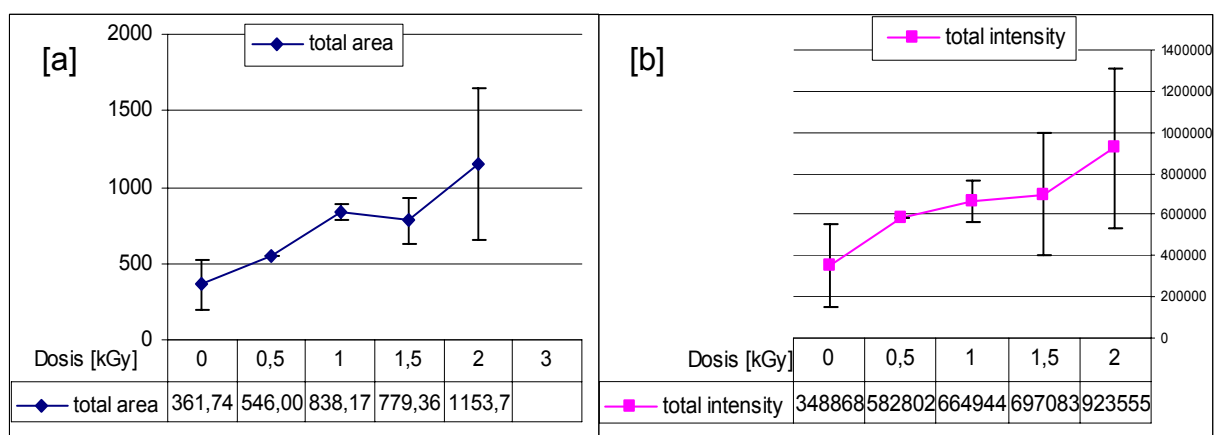 [a]
total area
2000
1500
1000
500
0
Dosis [kGy] 0 0,5 1 1,5 2 3
total area 361,74 546,00 838,17 779,36 1153,7
[b]
total intensity
1400000
1200000
1000000
800000
600000
400000
200000
0
Dosis [kGy] 0 0,5 1 1,5 2
total intensity 348868 582802 664944 697083 923555